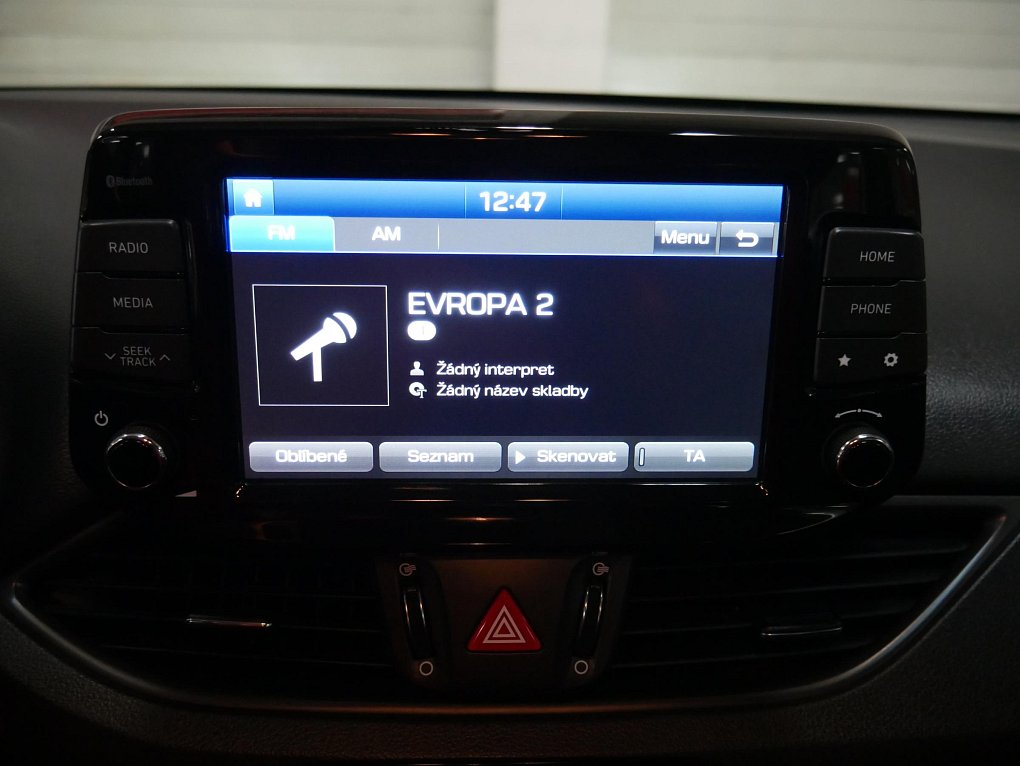 Bluetooth
12:47
FM AM Menu
RADIO
MEDIA
SEEK
TRACK
EVROPA 2
Žádný interpret
Žádný název skladby
Oblíbené Seznam Skenovat TA
HOME
PHONE